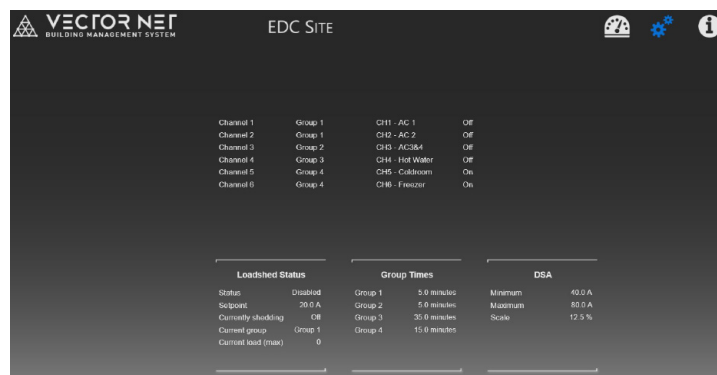 VECTOR NET
BUILDING MANAGEMENT SYSTEM
EDC SITE
Channel 1 Group 1 CH1 - AC 1 Off
Channel 2 Group 1 CH2 - AC 2 Off
Channel 3 Group 2 CH3 - AC3&4 Off
Channel 4 Group 3 CH4 - Hot Water Off
Channel 5 Group 4 CH5 - Coldroom On
Channel 6 Group 4 CH6 - Freezer On
Loadshed Status
Status Disabled
Setpoint 20.0 A
Currently shedding Off
Current group Group 1
Current load (max) 0
Group Times
Group 1 5.0 minutes
Group 2 5.0 minutes
Group 3 35.0 minutes
Group 4 15.0 minutes
DSA
Minimum 40.0 A
Maximum 80.0 A
Scale 12.5 %